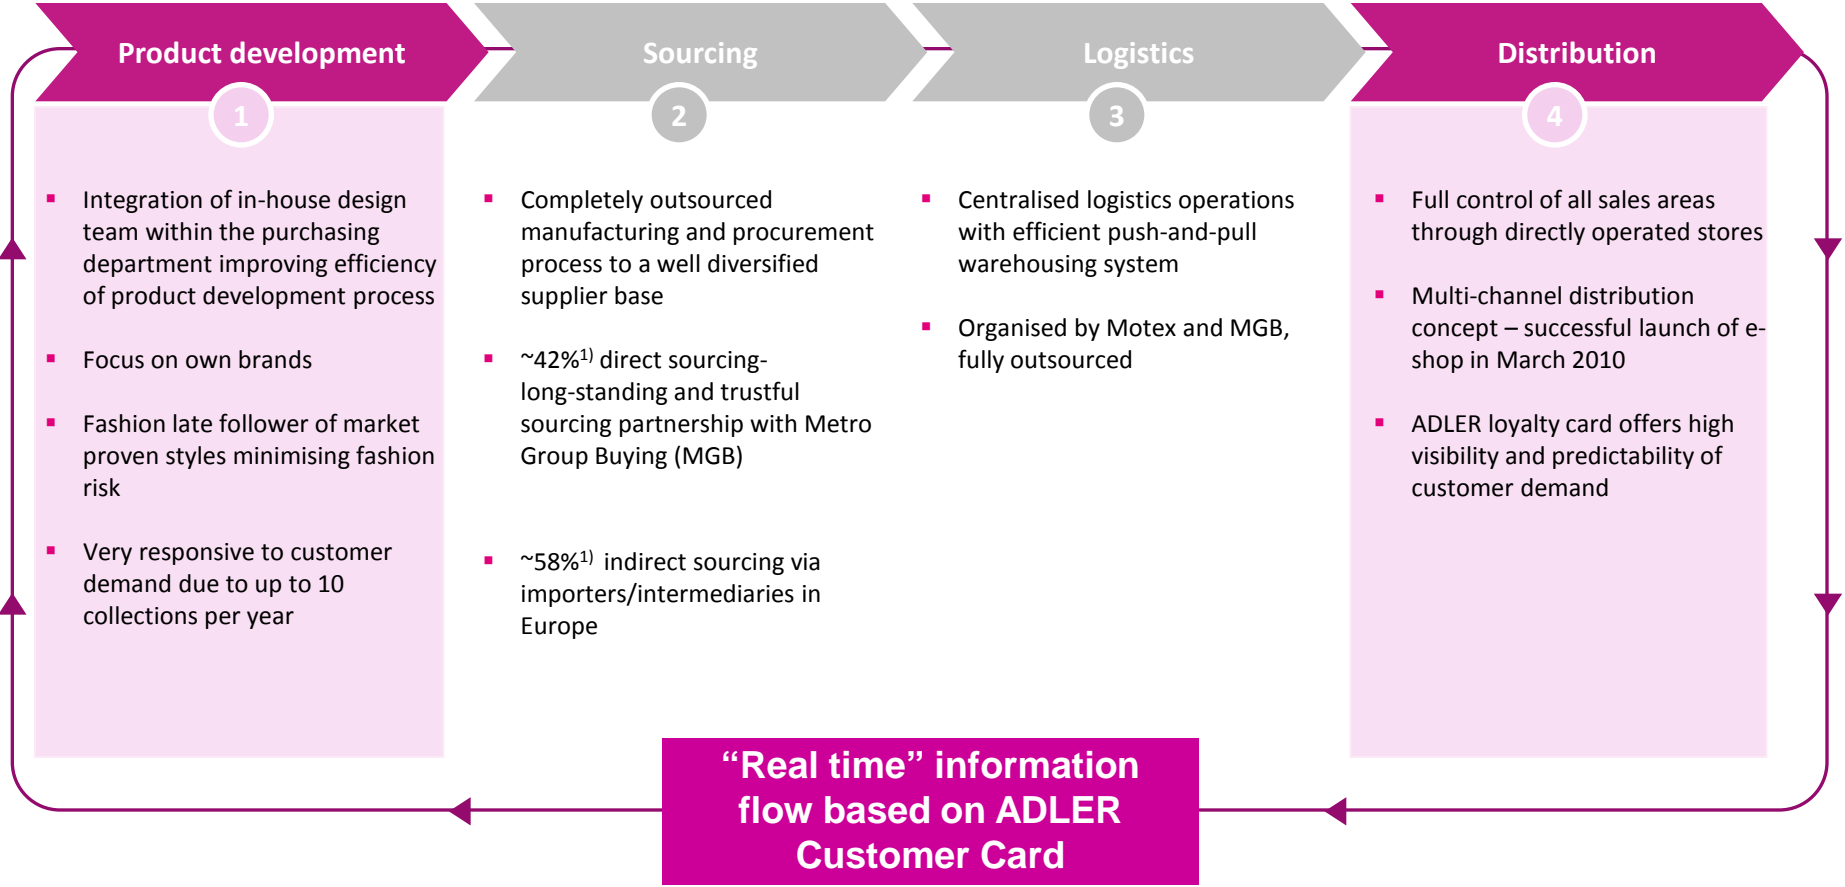 Product development
1
▪ Integration of in-house design
team within the purchasing
department improving efficiency
of product development process
▪ Focus on own brands
▪ Fashion late follower of market
proven styles minimising fashion
risk
▪ Very responsive to customer
demand due to up to 10
collections per year
Sourcing
2
▪ Completely outsourced
manufacturing and procurement
process to a well diversified
supplier base
▪ ~42%1) direct sourcing-
long-standing and trustful
sourcing partnership with Metro
Group Buying (MGB)
▪ ~58%1) indirect sourcing via
importers/intermediaries in
Europe
Logistics
3
▪ Centralised logistics operations
with efficient push-and-pull
warehousing system
▪ Organised by Motex and MGB,
fully outsourced
Distribution
4
▪ Full control of all sales areas
through directly operated stores
▪ Multi-channel distribution
concept – successful launch of e-
shop in March 2010
▪ ADLER loyalty card offers high
visibility and predictability of
customer demand
“Real time” information
flow based on ADLER
Customer Card